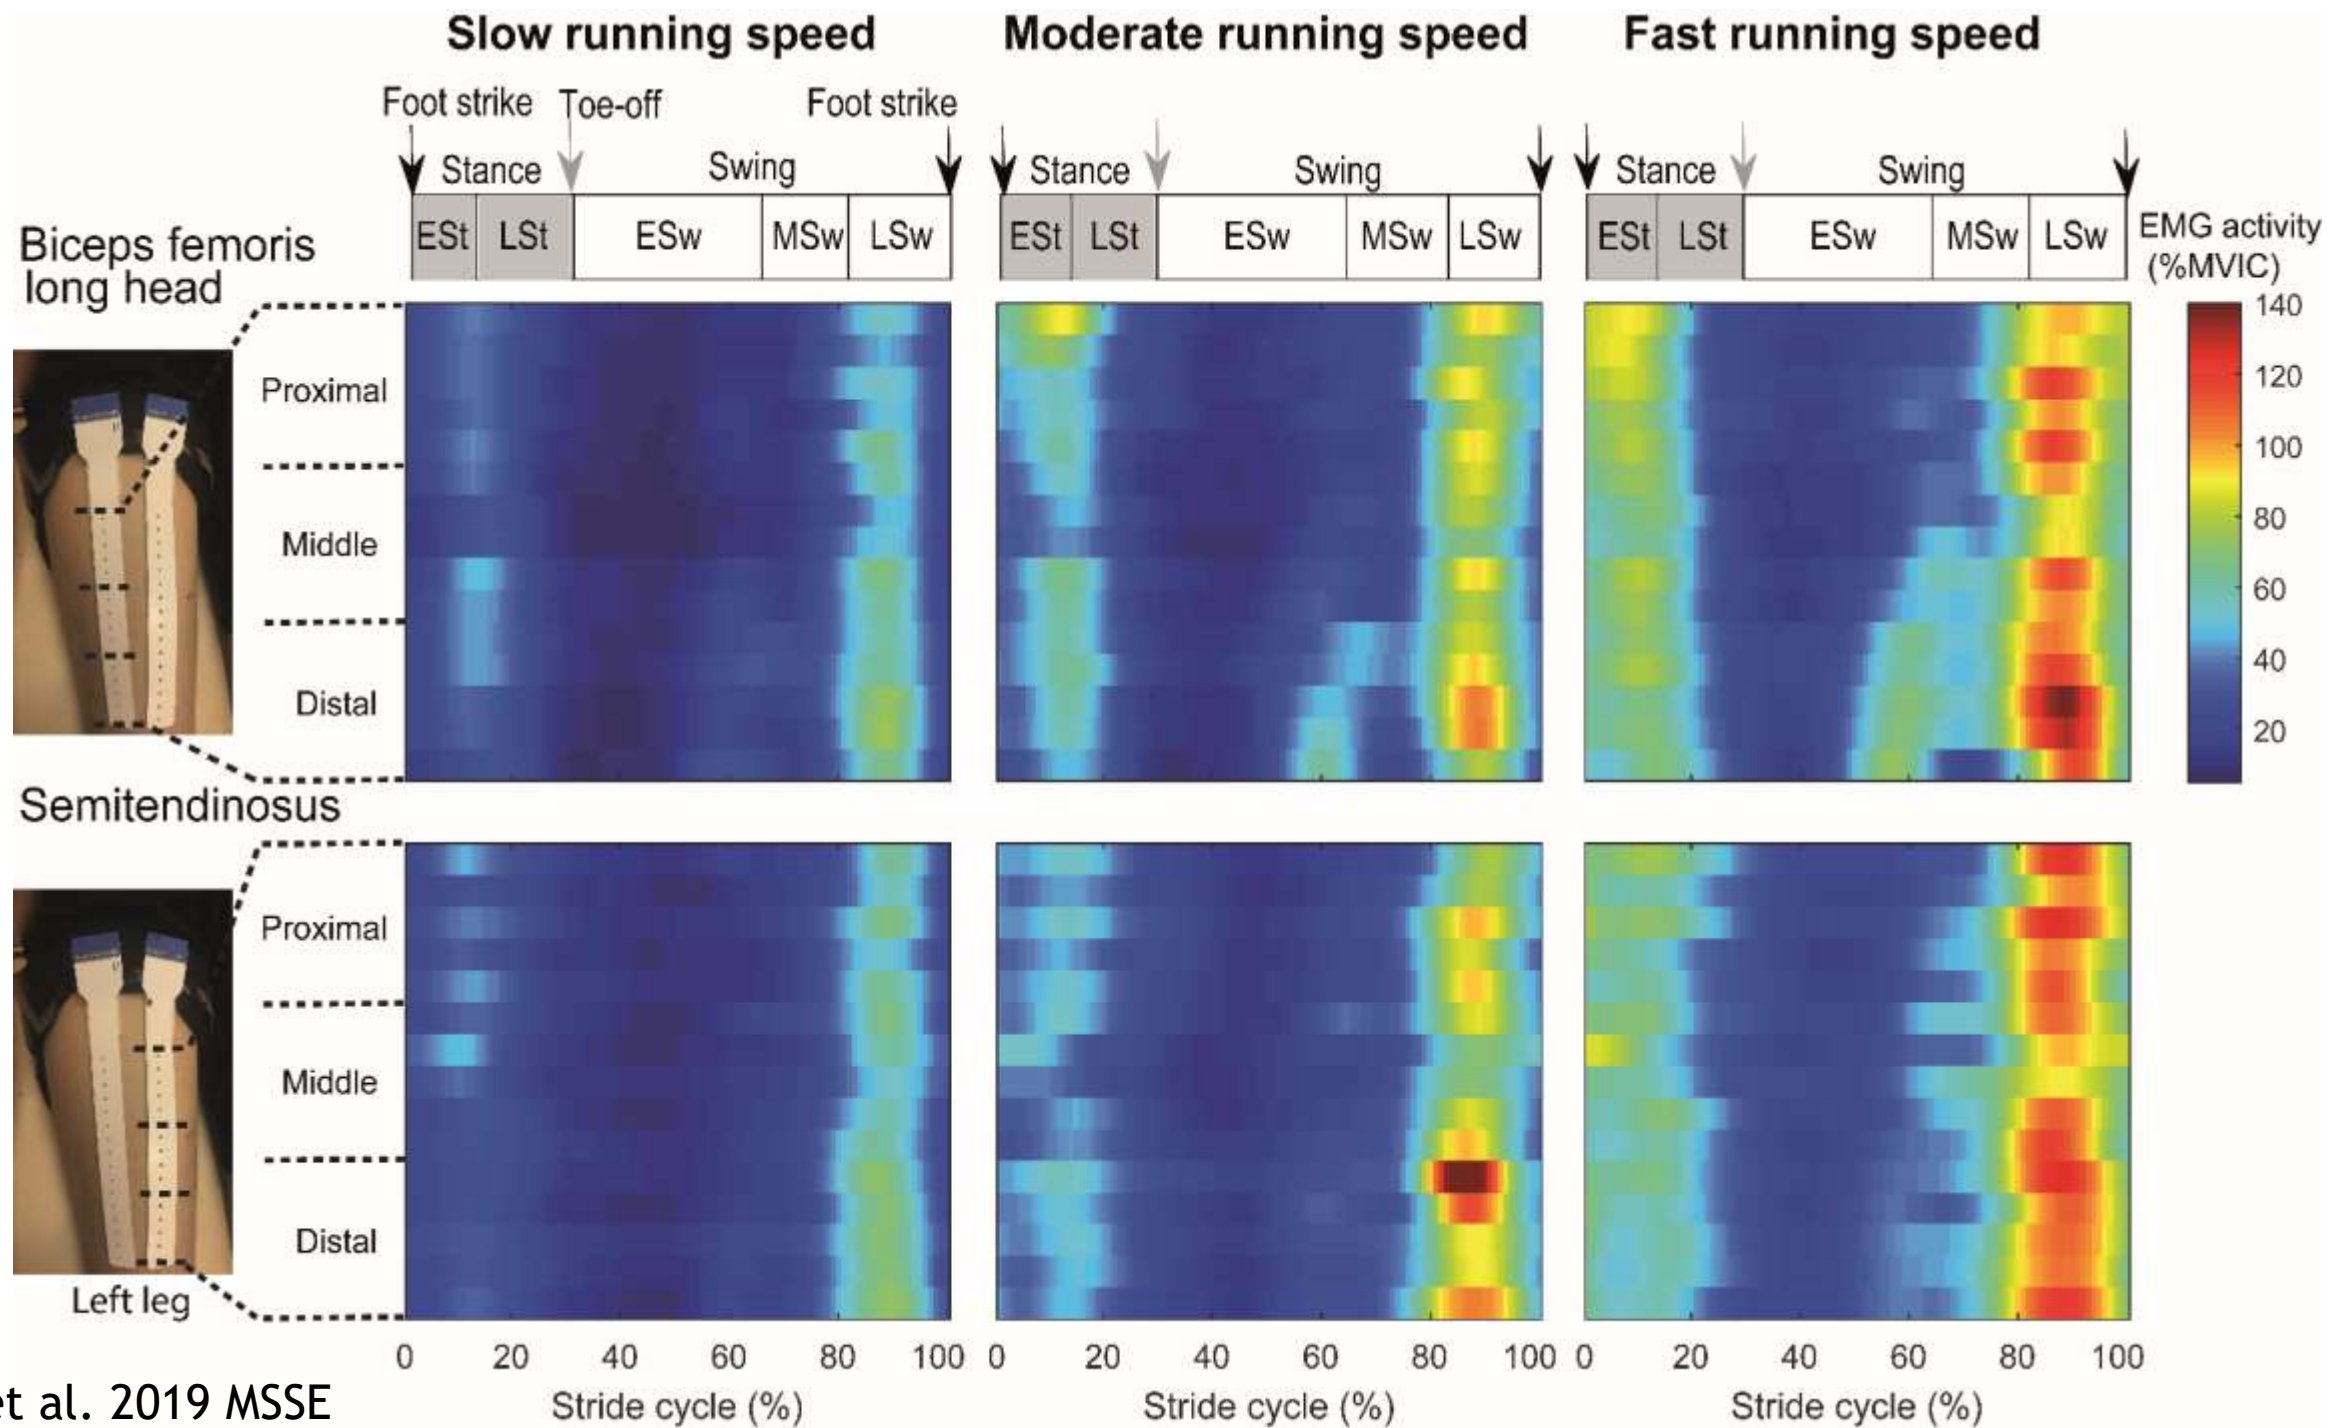 Slow running speed
Moderate running speed
Fast running speed
Foot strike
Toe-off
Foot strike
Stance
Swing
Stance
Swing
Stance
Swing
ESt
LSt
ESw
MSw
LSw
ESt
LSt
ESw
MSw
LSw
ESt
LSt
ESw
MSw
LSw
EMG activity
(%MVIC)
Biceps femoris
long head
Proximal
Middle
Distal
140
120
100
80
60
40
20
Semitendinosus
Proximal
Middle
Distal
Left leg
0 20 40 60 80 100
0 20 40 60 80 100
0 20 40 60 80 100
Stride cycle (%)
Stride cycle (%)
Stride cycle (%)
et al. 2019 MSSE